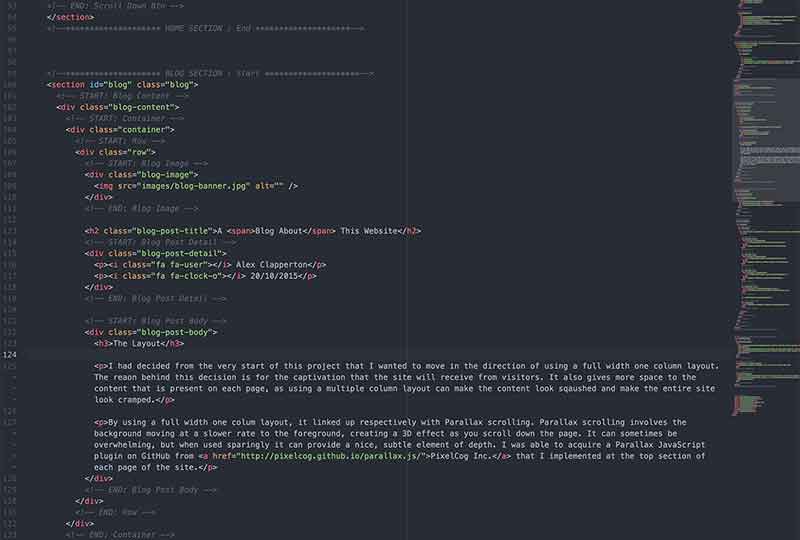 93 <!-- END: Scroll Down Btn -->
94 </section>
95 <!--******************** HOME SECTION : End ********************-->
96
97
98
99 <!--******************** BLOG SECTION : Start ********************-->
100 <section id="blog" class="blog">
101 <!-- START: Blog Content -->
102 <div class="blog-content">
103 <!-- START: Container -->
104 <div class="container">
105 <!-- START: Row -->
106 <div class="row">
107 <!-- START: Blog Image -->
108 <div class="blog-image">
109 <img src="images/blog-banner.jpg" alt="" />
110 </div>
111 <!-- END: Blog Image -->
112
113 <h2 class="blog-post-title">A <span>Blog About</span> This Website</h2>
114 <!-- START: Blog Post Detail -->
115 <div class="blog-post-detail">
116 <p><i class="fa fa-user"></i> Alex Clapperton</p>
117 <p><i class="fa fa-clock-o"></i> 20/10/2015</p>
118 </div>
119 <!-- END: Blog Post Detail -->
120
121 <!-- START: Blog Post Body -->
122 <div class="blog-post-body">
123 <h3>The Layout</h3>
124
125 <p>I had decided from the very start of this project that I wanted to move in the direction of using a full width one column layout.
The reaon behind this decision is for the captivation that the site will receive from visitors. It also gives more space to the
content that is present on each page, as using a multiple column layout can make the content look sqaushed and make the entire site
look cramped.</p>
126
127 <p>By using a full width one colum layout, it linked up respectively with Parallax scrolling. Parallax scrolling involves the
background moving at a slower rate to the foreground, creating a 3D effect as you scroll down the page. It can sometimes be
overwhelming, but when used sparingly it can provide a nice, subtle element of depth. I was able to acquire a Parallax JavaScript
plugin on GitHub from <a href="http://pixelcog.github.io/parallax.js/">PixelCog Inc.</a> that I implemented at the top section of
each page of the site.</p>
128 </div>
129 <!-- END: Blog Post Body -->
130 </div>
131 <!-- END: Row -->
132 </div>
133 <!-- END: Container -->